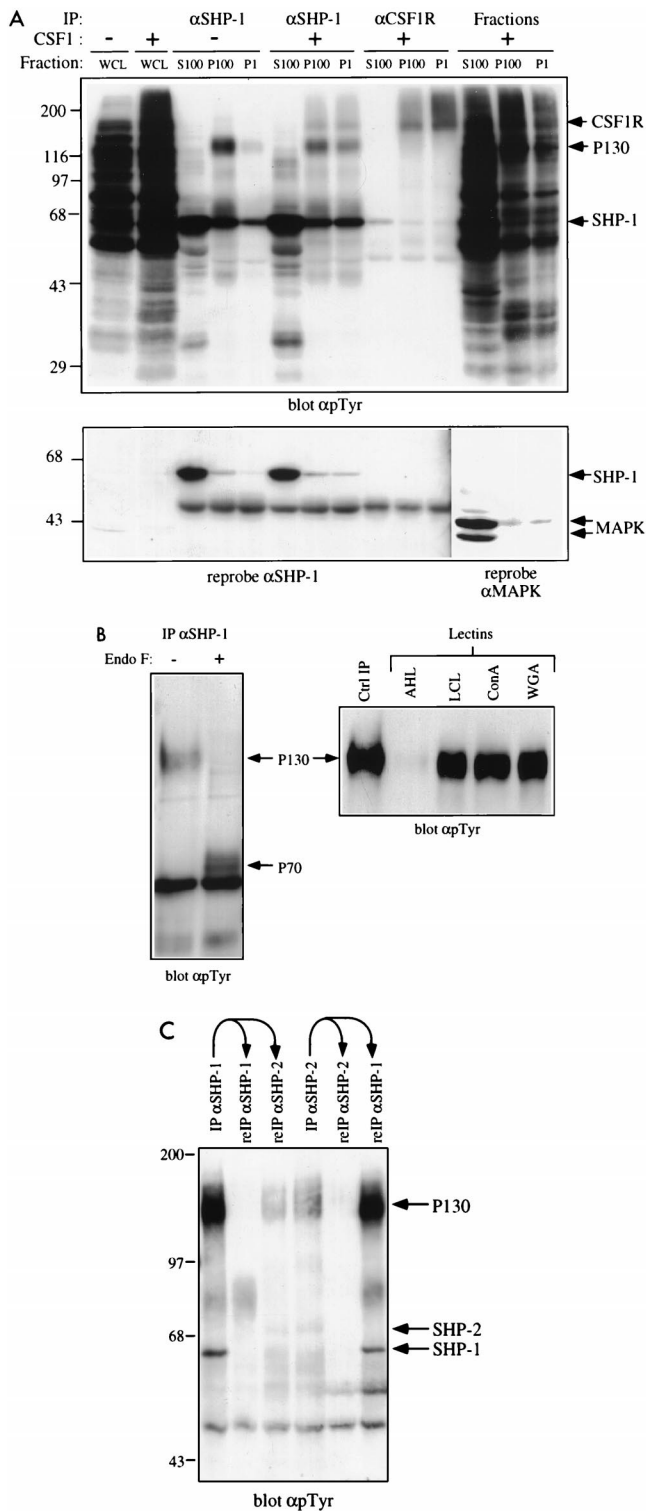 A
IP: αSHP-1 αSHP-1 αCSF1R Fractions
CSF1 : - + - + + +
Fraction: WCL WCL S100 P100 P1 S100 P100 P1 S100 P100 P1 S100 P100 P1
200
116
97
68
43
29
CSF1R
P130
SHP-1
blot αpTyr
68
43
SHP-1
MAPK
reprobe αSHP-1
reprobe
αMAPK
B
IP αSHP-1
Endo F: - +
P130
P70
blot αpTyr
Lectins
Ctrl IP
AHL
LCL
ConA
WGA
blot αpTyr
C
IP αSHP-1
reIP αSHP-1
reIP αSHP-2
IP αSHP-2
reIP αSHP-2
reIP αSHP-1
200
97
68
43
P130
SHP-2
SHP-1
blot αpTyr